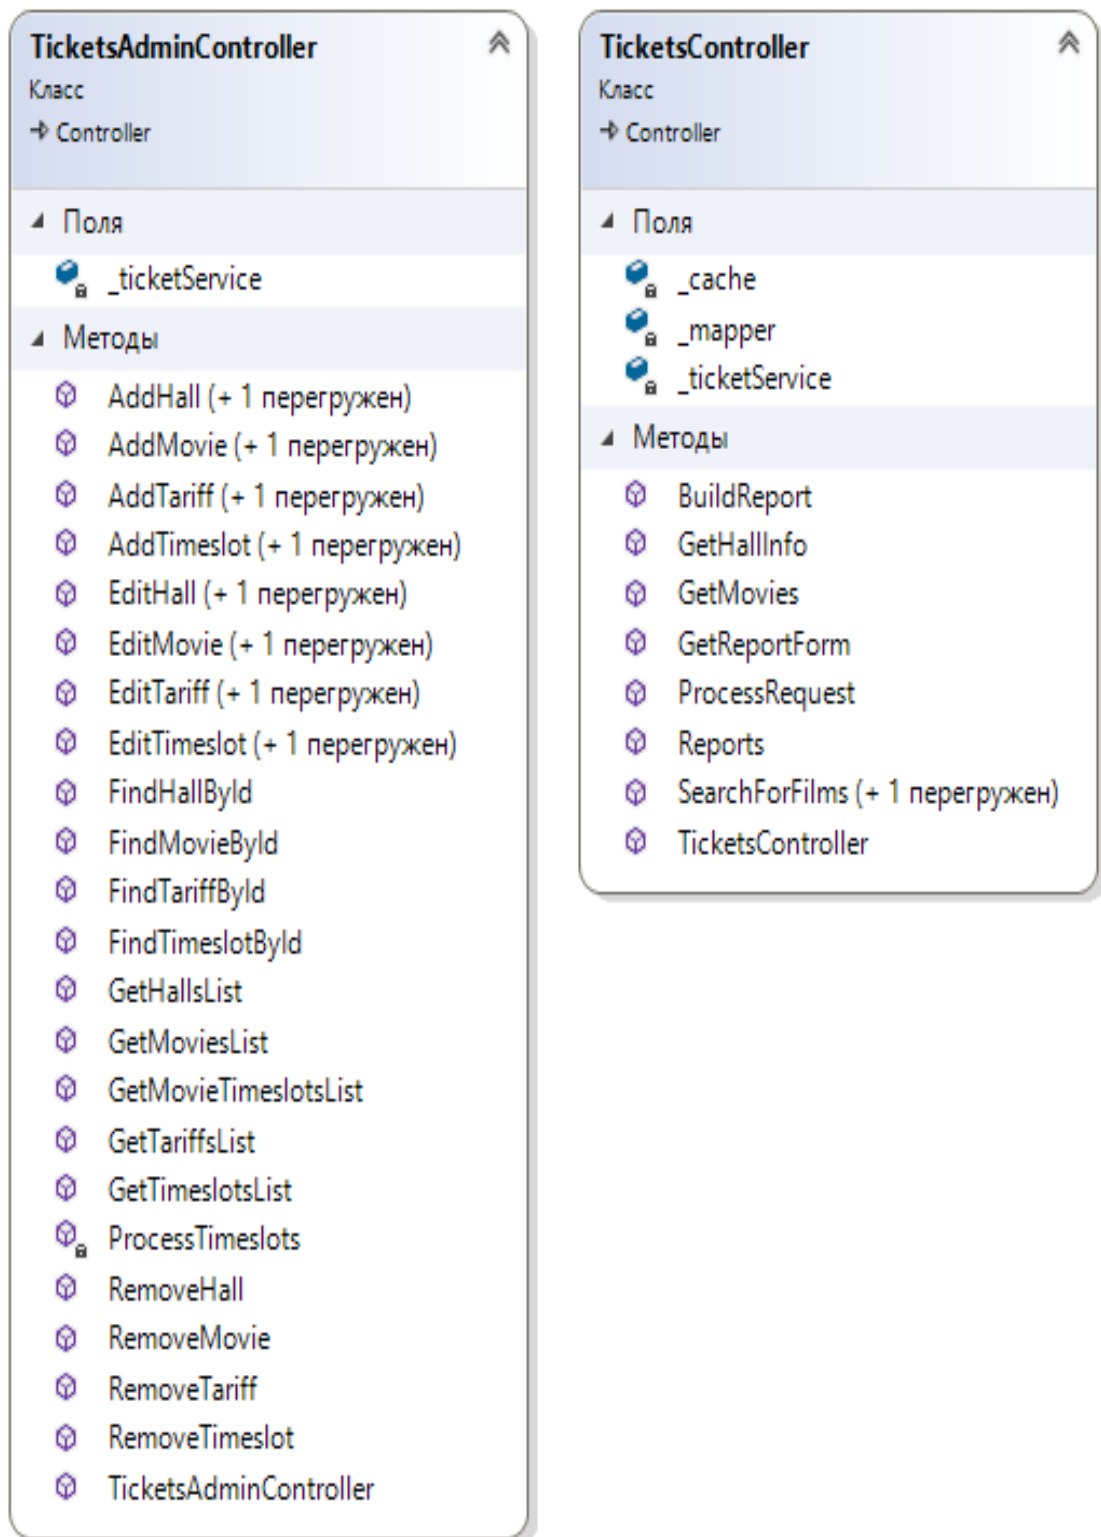 TicketsAdminController
Класс
Controller
Поля
_ticketService
Методы
AddHall (+ 1 перегружен)
AddMovie (+ 1 перегружен)
AddTariff (+ 1 перегружен)
AddTimeslot (+ 1 перегружен)
EditHall (+ 1 перегружен)
EditMovie (+ 1 перегружен)
EditTariff (+ 1 перегружен)
EditTimeslot (+ 1 перегружен)
FindHallById
FindMovieById
FindTariffById
FindTimeslotById
GetHallsList
GetMoviesList
GetMovieTimeslotsList
GetTariffsList
GetTimeslotsList
ProcessTimeslots
RemoveHall
RemoveMovie
RemoveTariff
RemoveTimeslot
TicketsAdminController
TicketsController
Класс
Controller
Поля
_cache
_mapper
_ticketService
Методы
BuildReport
GetHallInfo
GetMovies
GetReportForm
ProcessRequest
Reports
SearchForFilms (+ 1 перегружен)
TicketsController